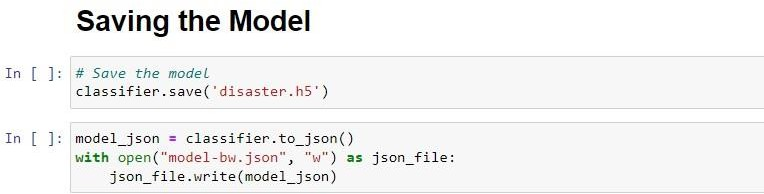 Saving the Model
In [ ]: # Save the model
classifier.save('disaster.h5')
In [ ]: model_json = classifier.to_json()
with open("model-bw.json", "w") as json_file:
    json_file.write(model_json)